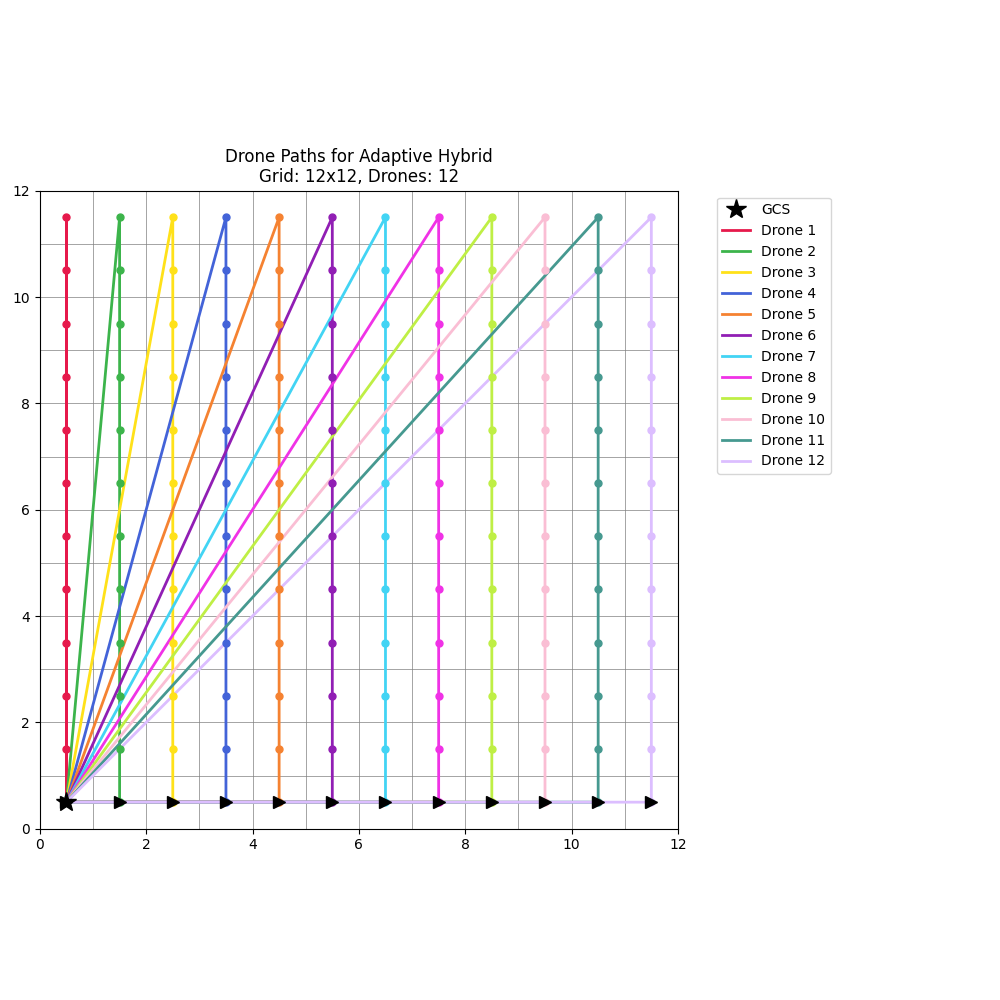 Drone Paths for Adaptive Hybrid
Grid: 12x12, Drones: 12
12
10
8
6
4
2
0
0 2 4 6 8 10 12
GCS
Drone 1
Drone 2
Drone 3
Drone 4
Drone 5
Drone 6
Drone 7
Drone 8
Drone 9
Drone 10
Drone 11
Drone 12